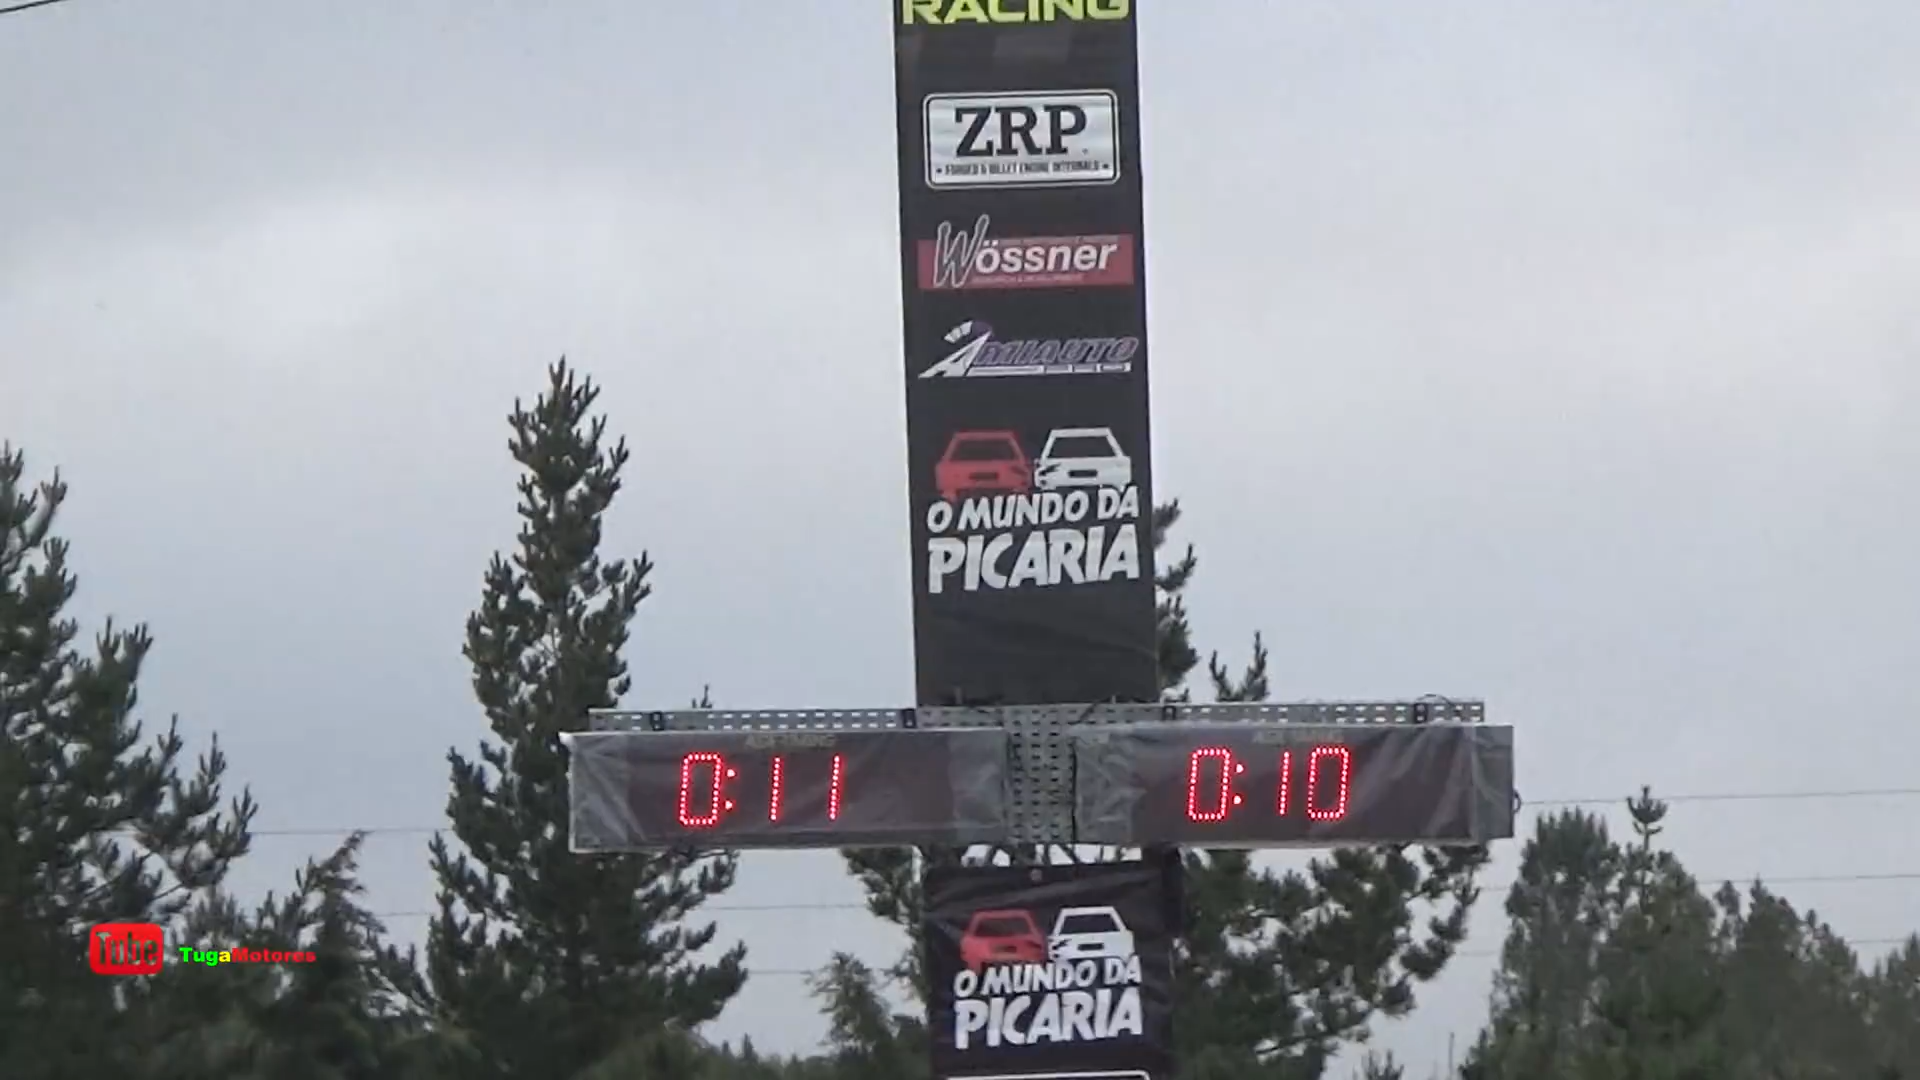 RACING
ZRP
FORGED & BILLET ENGINE INTERNALS
Wössner
AMIAUTO
O MUNDO DA
PICARIA
0:11
0:10
O MUNDO DA
PICARIA
Tube TugaMotores